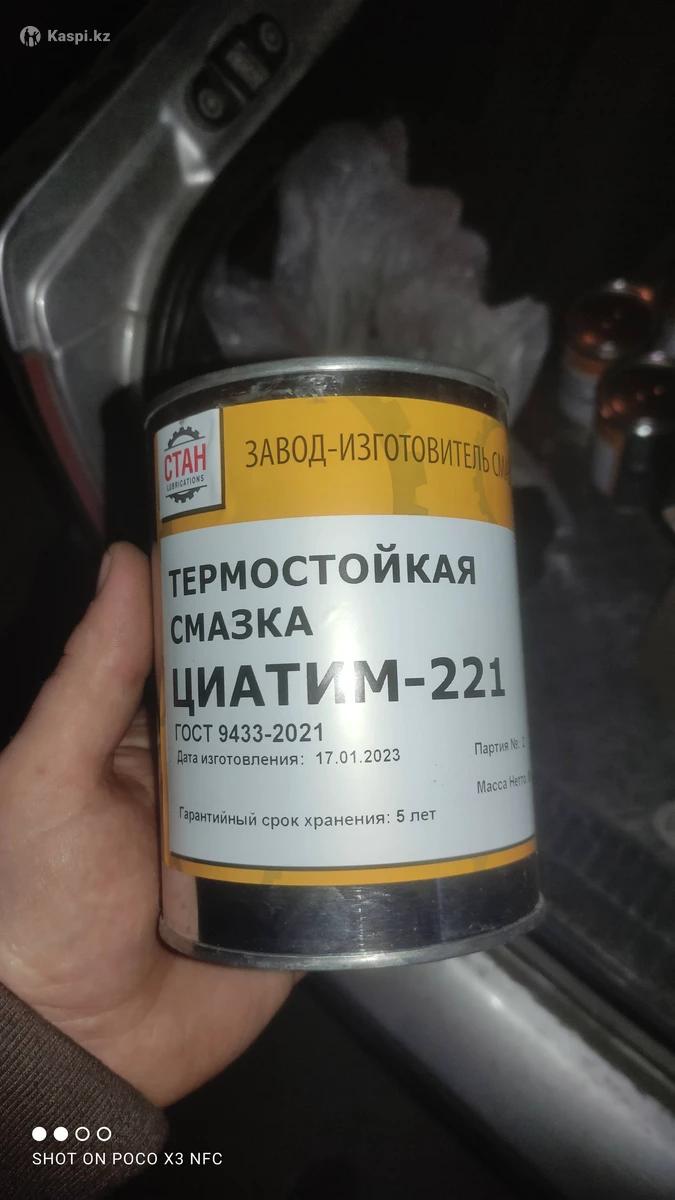 Kaspi.kz
СТАН
LUBRICATIONS
ЗАВОД-ИЗГОТОВИТЕЛЬ
ТЕРМОСТОЙКАЯ
СМАЗКА
ЦИАТИМ-221
ГОСТ 9433-2021
Дата изготовления: 17.01.2023
Партия №: 2
Масса Нетто
Гарантийный срок хранения: 5 лет
SHOT ON POCO X3 NFC